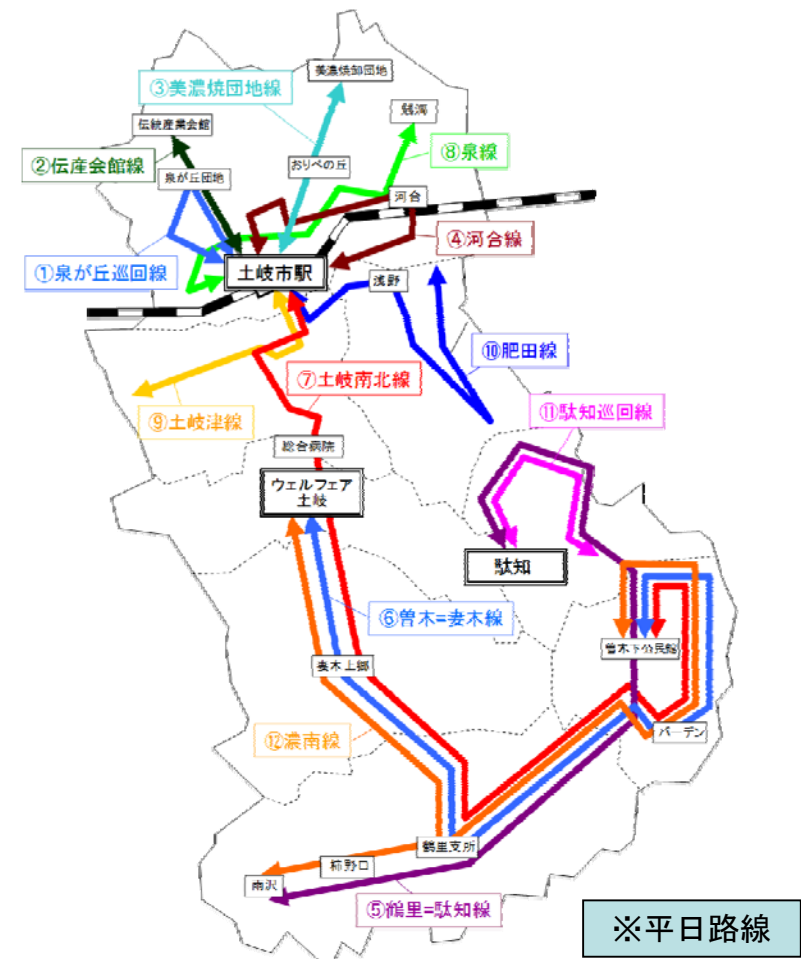 美濃焼卸団地
③美濃焼団地線
伝統産業会館
⑧泉線
②伝産会館線
おりべの丘
泉が丘団地
河合
④河合線
①泉が丘巡回線
土岐市駅
浅野
⑩肥田線
⑦土岐南北線
⑨土岐津線
⑪駄知巡回線
総合病院
ウェルフェア
土岐
駄知
⑥曽木=妻木線
曽木下公民館
妻木上郷
バーデン
⑫濃南線
鶴里支所
柿野口
南沢
⑤鶴里=駄知線
※平日路線